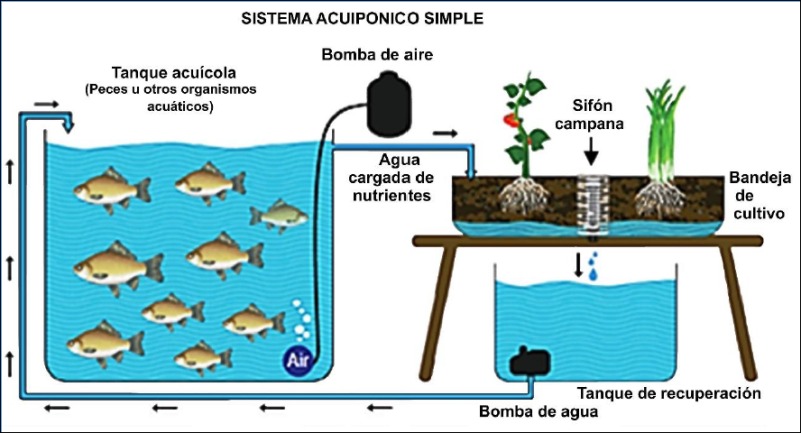 SISTEMA ACUIPONICO SIMPLE
Tanque acuícola
(Peces u otros organismos
acuáticos)
Bomba de aire
Sifón
campana
Agua
cargada de
nutrientes
Bandeja
de
cultivo
Air
Tanque de recuperación
Bomba de agua